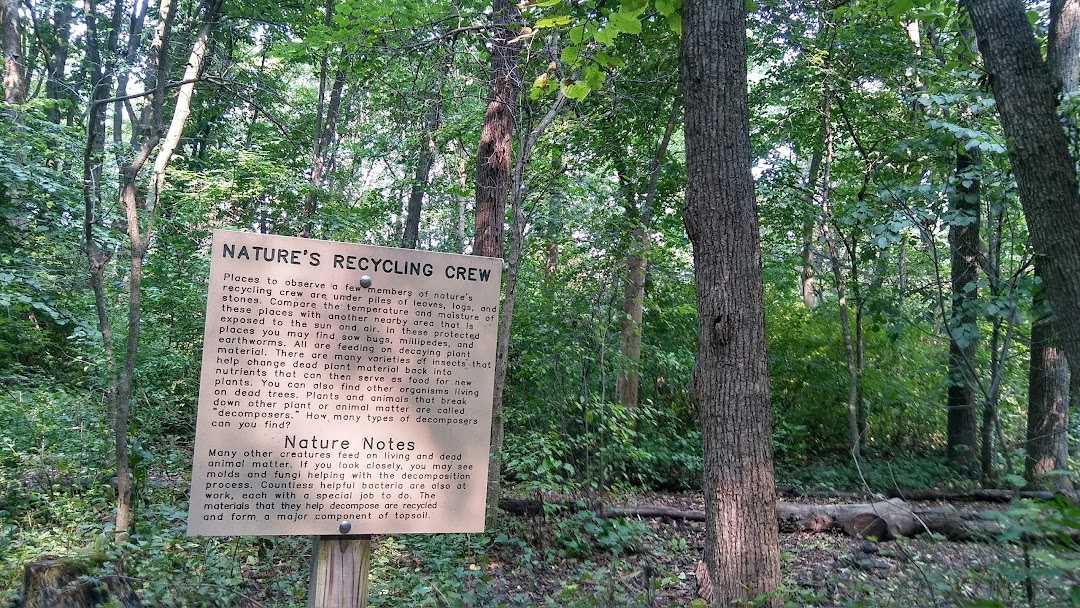 NATURE'S RECYCLING CREW
Places to observe a few members of nature's
recycling crew are under piles of leaves, logs, and
stones. Compare the temperature and moisture of
these places with another nearby area that is
exposed to the sun and air. In these protected
places you may find sow bugs, millipedes, and
earthworms. All are feeding on decaying plant
material. There are many varieties of insects that
help change dead plant material back into
nutrients that can then serve as food for new
plants. You can also find other organisms living
on dead trees. Plants and animals that break
down other plant or animal matter are called
"decomposers." How many types of decomposers
can you find?
Nature Notes
Many other creatures feed on living and dead
animal matter. If you look closely, you may see
molds and fungi helping with the decomposition
process. Countless helpful bacteria are also at
work, each with a special job to do. The
materials that they help decompose are recycled
and form a major component of topsoil.